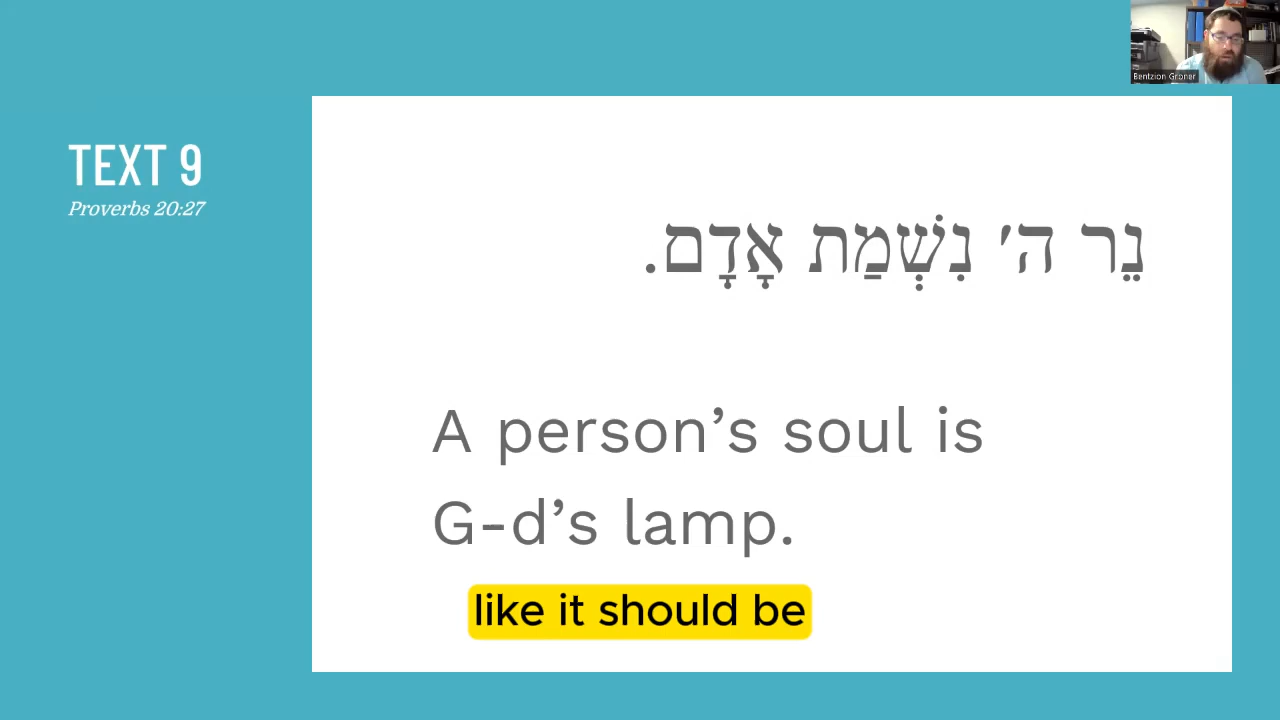 Bentzion Groner
TEXT 9
Proverbs 20:27
נֵר ה׳ נִשְׁמַת אָדָם.
A person’s soul is
G-d’s lamp.
like it should be